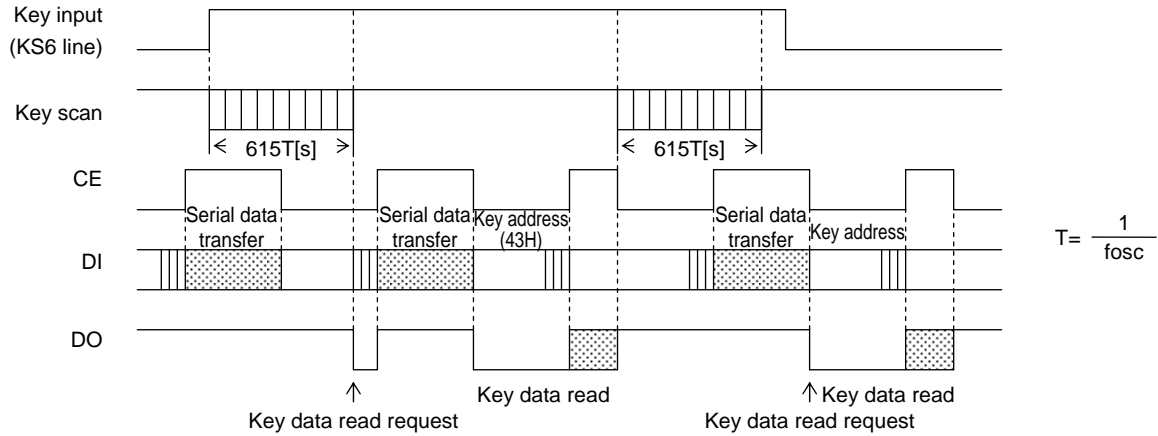 Key input
(KS6 line)
Key scan
615T[s]
615T[s]
CE
Serial data
transfer
Serial data
transfer
Key address
(43H)
Serial data
transfer
Key address
T= 1
fosc
DI
DO
Key data read
Key data read
Key data read request
Key data read request